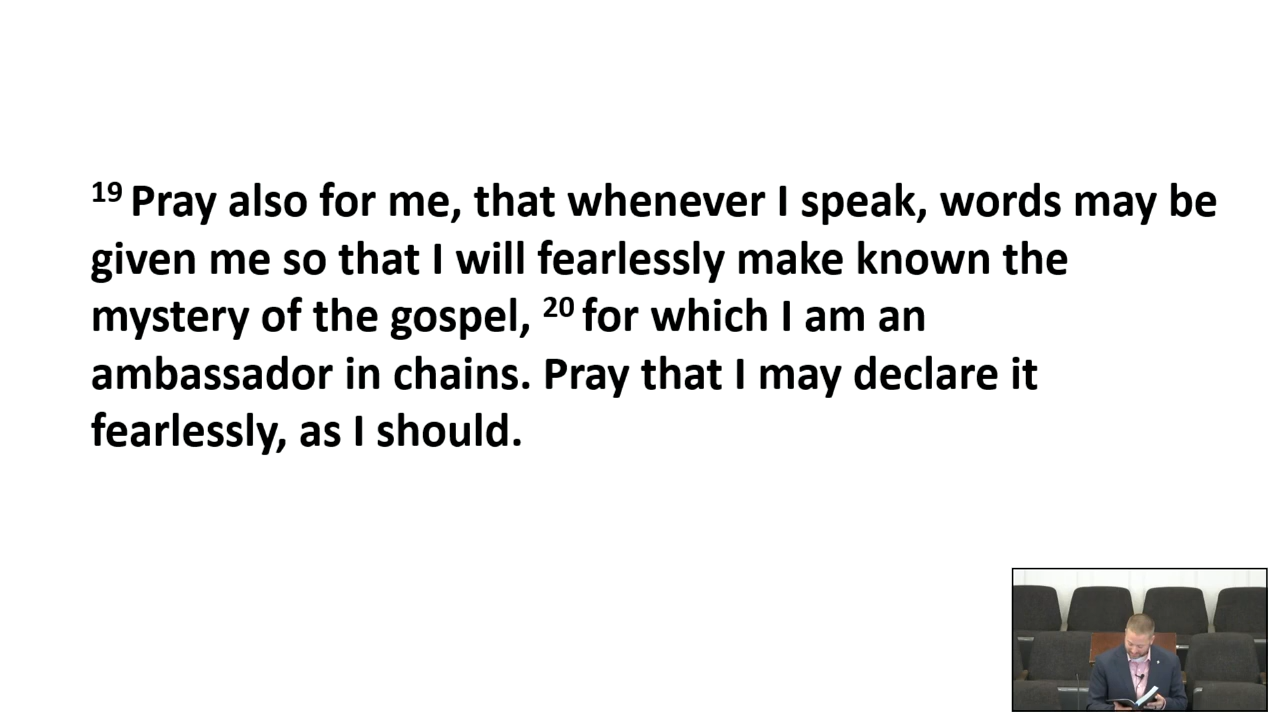 19 Pray also for me, that whenever I speak, words may be
given me so that I will fearlessly make known the
mystery of the gospel, 20 for which I am an
ambassador in chains. Pray that I may declare it
fearlessly, as I should.